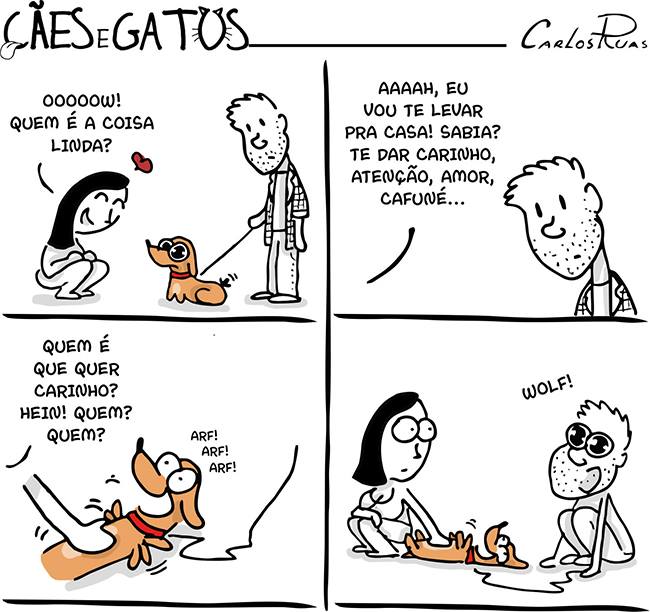 CÃES E GATOS
CARLOS RUAS
OOOOOW!
QUEM É A COISA
LINDA?
AAAAH, EU
VOU TE LEVAR
PRA CASA! SABIA?
TE DAR CARINHO,
ATENÇÃO, AMOR,
CAFUNÉ...
QUEM É
QUE QUER
CARINHO?
HEIN! QUEM?
QUEM?
ARF!
ARF!
ARF!
WOLF!